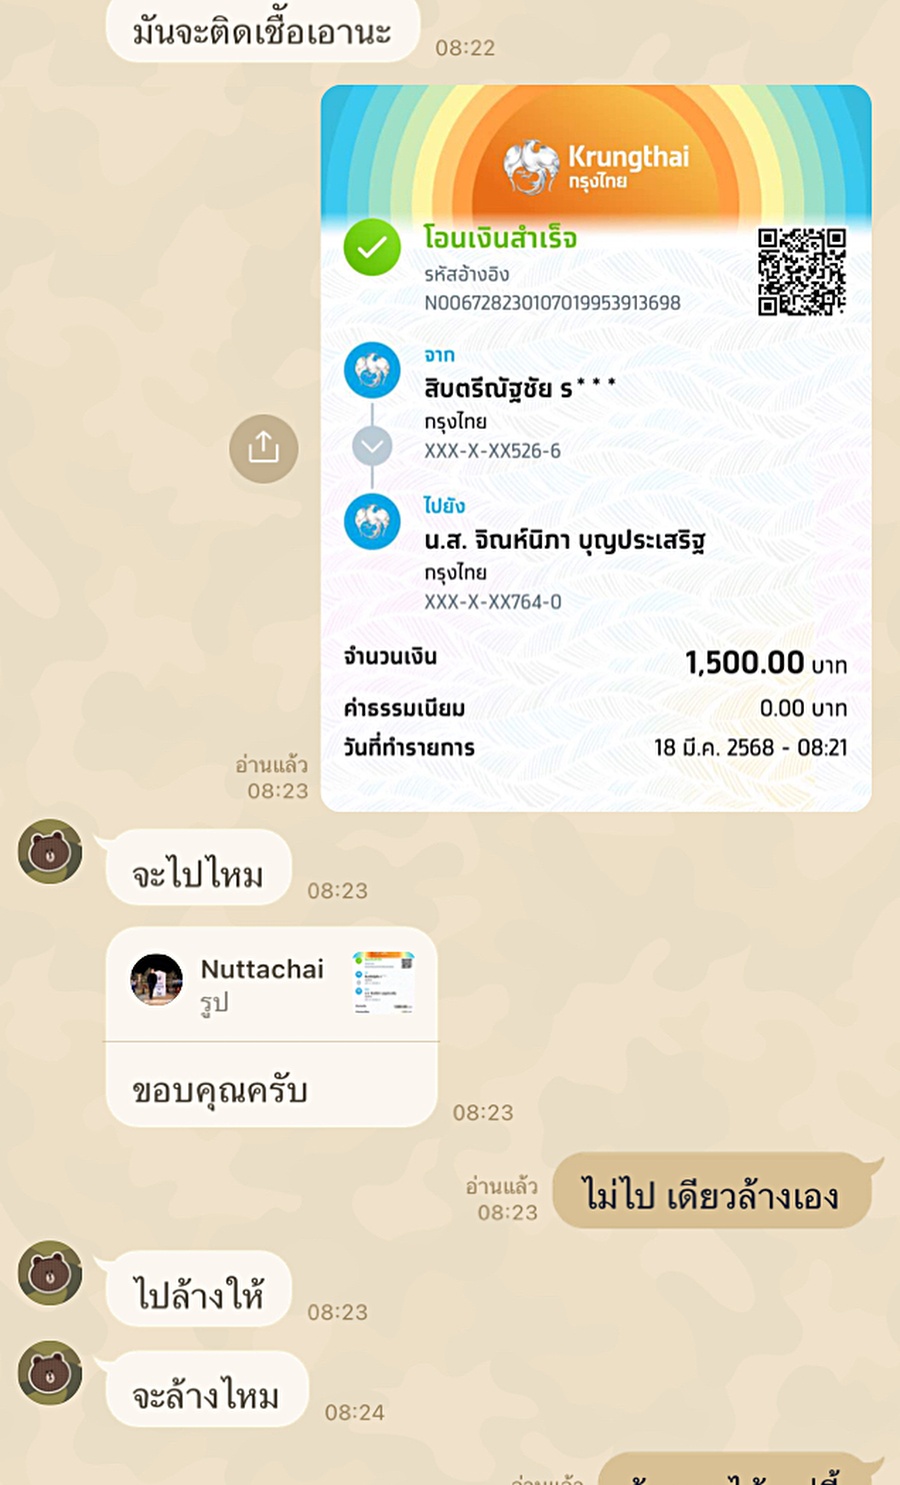 มันจะติดเชื้อเอานะ
08:22
Krungthai
กรุงไทย
โอนเงินสำเร็จ
รหัสอ้างอิง
N00672823010701995391​3698
จาก
สิบตรีณัฐชัย ร***
กรุงไทย
XXX-X-XX526-6
ไปยัง
น.ส. จิณห์นิภา บุญประเสริฐ
กรุงไทย
XXX-X-XX764-0
จำนวนเงิน 1,500.00 บาท
ค่าธรรมเนียม 0.00 บาท
วันที่ทำรายการ 18 มี.ค. 2568 - 08:21
อ่านแล้ว
08:23
จะไปไหม
08:23
Nuttachai
รูป
ขอบคุณครับ
08:23
อ่านแล้ว
08:23
ไม่ไป เดียวล้างเอง
ไปล้างให้
08:23
จะล้างไหม
08:24
อ่านแล้ว